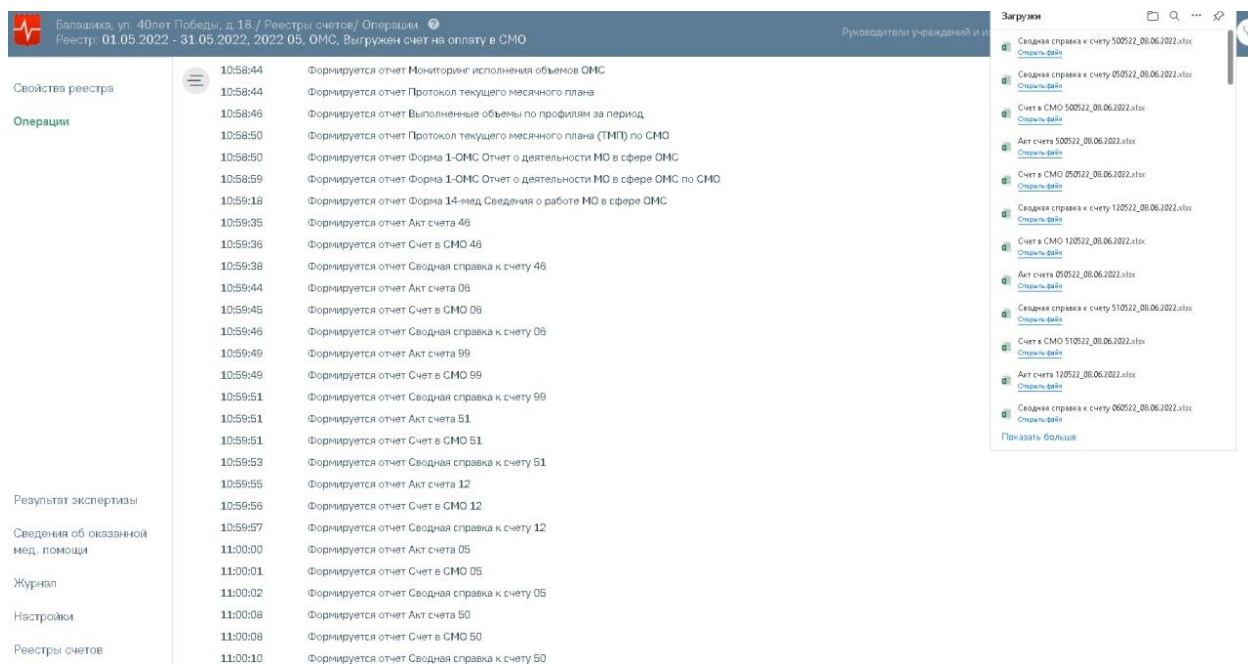 Балашиха, ул. 40лет Победы, д.18./ Реестры счетов/ Операции ?
Реестр: 01.05.2022 - 31.05.2022, 2022 05, ОМС, Выгружен счет на оплату в СМО
Руководители учреждений и
Свойства реестра
Операции
Результат экспертизы
Сведения об оказанной
мед. помощи
Журнал
Настройки
Реестры счетов
10:58:44 Формируется отчет Мониторинг исполнения объемов ОМС
10:58:44 Формируется отчет Протокол текущего месячного плана
10:58:46 Формируется отчет Выполненные объемы по профилям за период
10:58:50 Формируется отчет Протокол текущего месячного плана (ТМП) по СМО
10:58:50 Формируется отчет Форма 1-ОМС Отчет о деятельности МО в сфере ОМС
10:58:59 Формируется отчет Форма 1-ОМС Отчет о деятельности МО в сфере ОМС по СМО
10:59:18 Формируется отчет Форма 14-мед Сведения о работе МО в сфере ОМС
10:59:35 Формируется отчет Акт счета 46
10:59:36 Формируется отчет Счет в СМО 46
10:59:38 Формируется отчет Сводная справка к счету 46
10:59:44 Формируется отчет Акт счета 06
10:59:45 Формируется отчет Счет в СМО 06
10:59:46 Формируется отчет Сводная справка к счету 06
10:59:49 Формируется отчет Акт счета 99
10:59:49 Формируется отчет Счет в СМО 99
10:59:51 Формируется отчет Сводная справка к счету 99
10:59:51 Формируется отчет Акт счета 51
10:59:51 Формируется отчет Счет в СМО 51
10:59:53 Формируется отчет Сводная справка к счету 51
10:59:55 Формируется отчет Акт счета 12
10:59:56 Формируется отчет Счет в СМО 12
10:59:57 Формируется отчет Сводная справка к счету 12
11:00:00 Формируется отчет Акт счета 05
11:00:01 Формируется отчет Счет в СМО 05
11:00:02 Формируется отчет Сводная справка к счету 05
11:00:08 Формируется отчет Акт счета 50
11:00:08 Формируется отчет Счет в СМО 50
11:00:10 Формируется отчет Сводная справка к счету 50
Загрузки
Сводная справка к счету 500522_08.06.2022.xlsx
Открыть файл
Сводная справка к счету 050522_08.06.2022.xlsx
Открыть файл
Счет в СМО 500522_08.06.2022.xlsx
Открыть файл
Акт счета 500522_08.06.2022.xlsx
Открыть файл
Счет в СМО 050522_08.06.2022.xlsx
Открыть файл
Сводная справка к счету 120522_08.06.2022.xlsx
Открыть файл
Счет в СМО 120522_08.06.2022.xlsx
Открыть файл
Акт счета 050522_08.06.2022.xlsx
Открыть файл
Сводная справка к счету 510522_08.06.2022.xlsx
Открыть файл
Счет в СМО 510522_08.06.2022.xlsx
Открыть файл
Акт счета 120522_08.06.2022.xlsx
Открыть файл
Сводная справка к счету 060522_08.06.2022.xlsx
Открыть файл
Показать больше